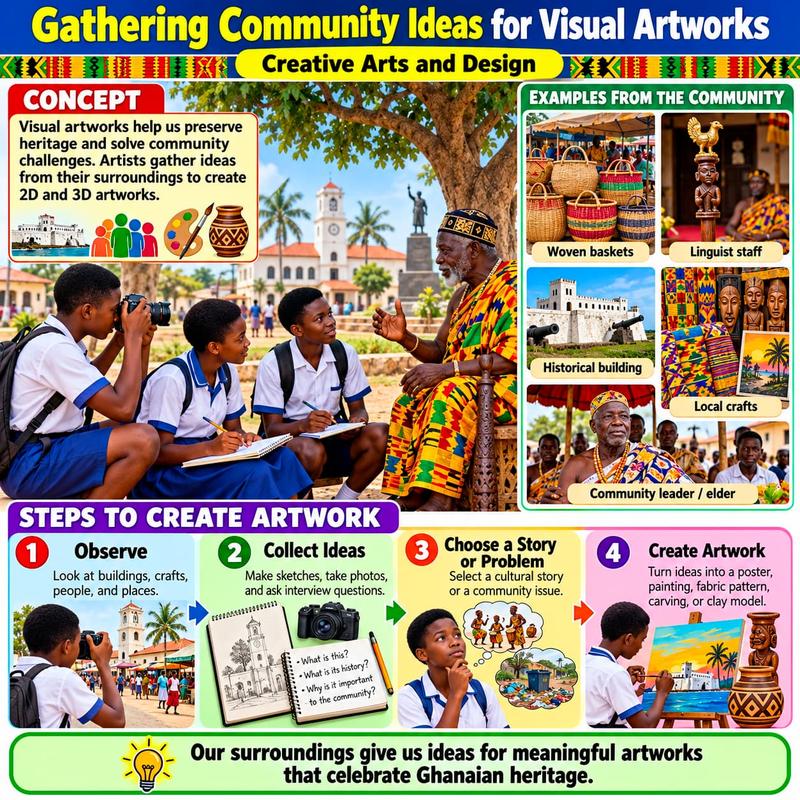 Gathering Community Ideas for Visual Artworks
Creative Arts and Design
CONCEPT
Visual artworks help us preserve
heritage and solve community
challenges. Artists gather ideas
from their surroundings to create
2D and 3D artworks.
EXAMPLES FROM THE COMMUNITY
Woven baskets
Linguist staff
Historical building
Local crafts
Community leader / elder
STEPS TO CREATE ARTWORK
1 Observe
Look at buildings, crafts,
people, and places.
2 Collect Ideas
Make sketches, take photos,
and ask interview questions.
• What is this?
• What is its history?
• Why is it important
to the community?
3 Choose a Story
or Problem
Select a cultural story
or a community issue.
4 Create Artwork
Turn ideas into a poster,
painting, fabric pattern,
carving, or clay model.
Our surroundings give us ideas for meaningful artworks
that celebrate Ghanaian heritage.